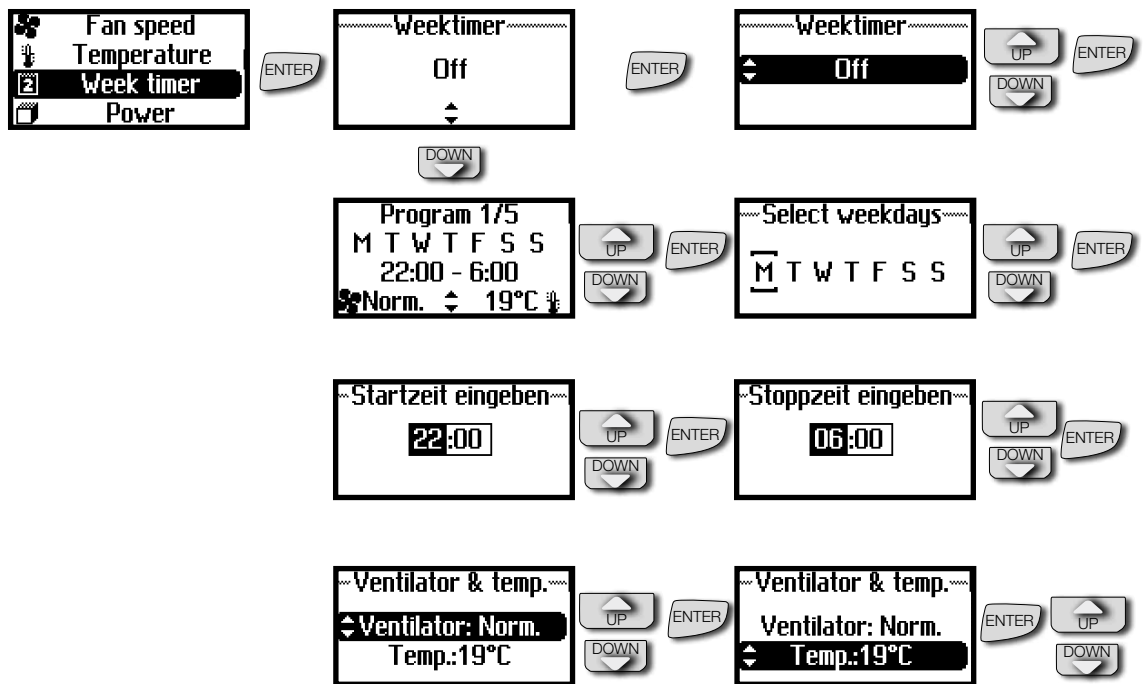 Fan speed
Temperature
2 Week timer
Power
ENTER
Weektimer
Off
ENTER
Weektimer
Off
UP
DOWN
ENTER
DOWN
Program 1/5
M T W T F S S
22:00 - 6:00
Norm. 19°C
UP
DOWN
ENTER
Select weekdays
M T W T F S S
UP
DOWN
ENTER
Startzeit eingeben
22:00
UP
DOWN
ENTER
Stoppzeit eingeben
06:00
UP
DOWN
ENTER
Ventilator & temp.
Ventilator: Norm.
Temp.:19°C
UP
DOWN
ENTER
Ventilator & temp.
Ventilator: Norm.
Temp.:19°C
ENTER
UP
DOWN